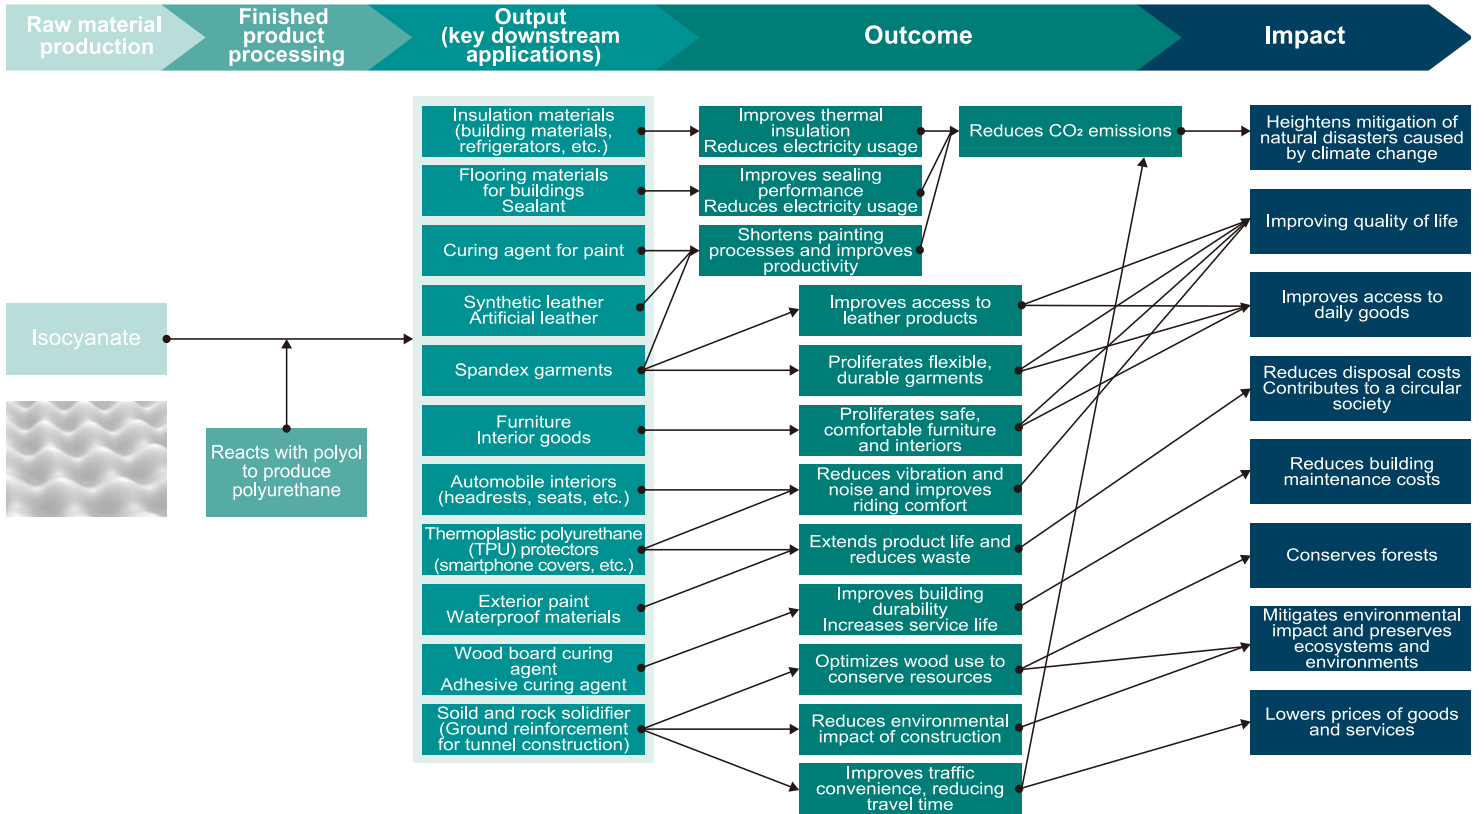 Raw material
production
Finished
product
processing
Output
(key downstream
applications)
Outcome
Impact
Isocyanate
Reacts with polyol
to produce
polyurethane
Insulation materials
(building materials,
refrigerators, etc.)
Flooring materials
for buildings
Sealant
Curing agent for paint
Synthetic leather
Artificial leather
Spandex garments
Furniture
Interior goods
Automobile interiors
(headrests, seats, etc.)
Thermoplastic polyurethane
(TPU) protectors
(smartphone covers, etc.)
Exterior paint
Waterproof materials
Wood board curing
agent
Adhesive curing agent
Soild and rock solidifier
(Ground reinforcement
for tunnel construction)
Improves thermal
insulation
Reduces electricity usage
Improves sealing
performance
Reduces electricity usage
Shortens painting
processes and improves
productivity
Reduces CO₂ emissions
Improves access to
leather products
Proliferates flexible,
durable garments
Proliferates safe,
comfortable furniture
and interiors
Reduces vibration and
noise and improves
riding comfort
Extends product life and
reduces waste
Improves building
durability
Increases service life
Optimizes wood use to
conserve resources
Reduces environmental
impact of construction
Improves traffic
convenience, reducing
travel time
Heightens mitigation of
natural disasters caused
by climate change
Improving quality of life
Improves access to
daily goods
Reduces disposal costs
Contributes to a circular
society
Reduces building
maintenance costs
Conserves forests
Mitigates environmental
impact and preserves
ecosystems and
environments
Lowers prices of goods
and services